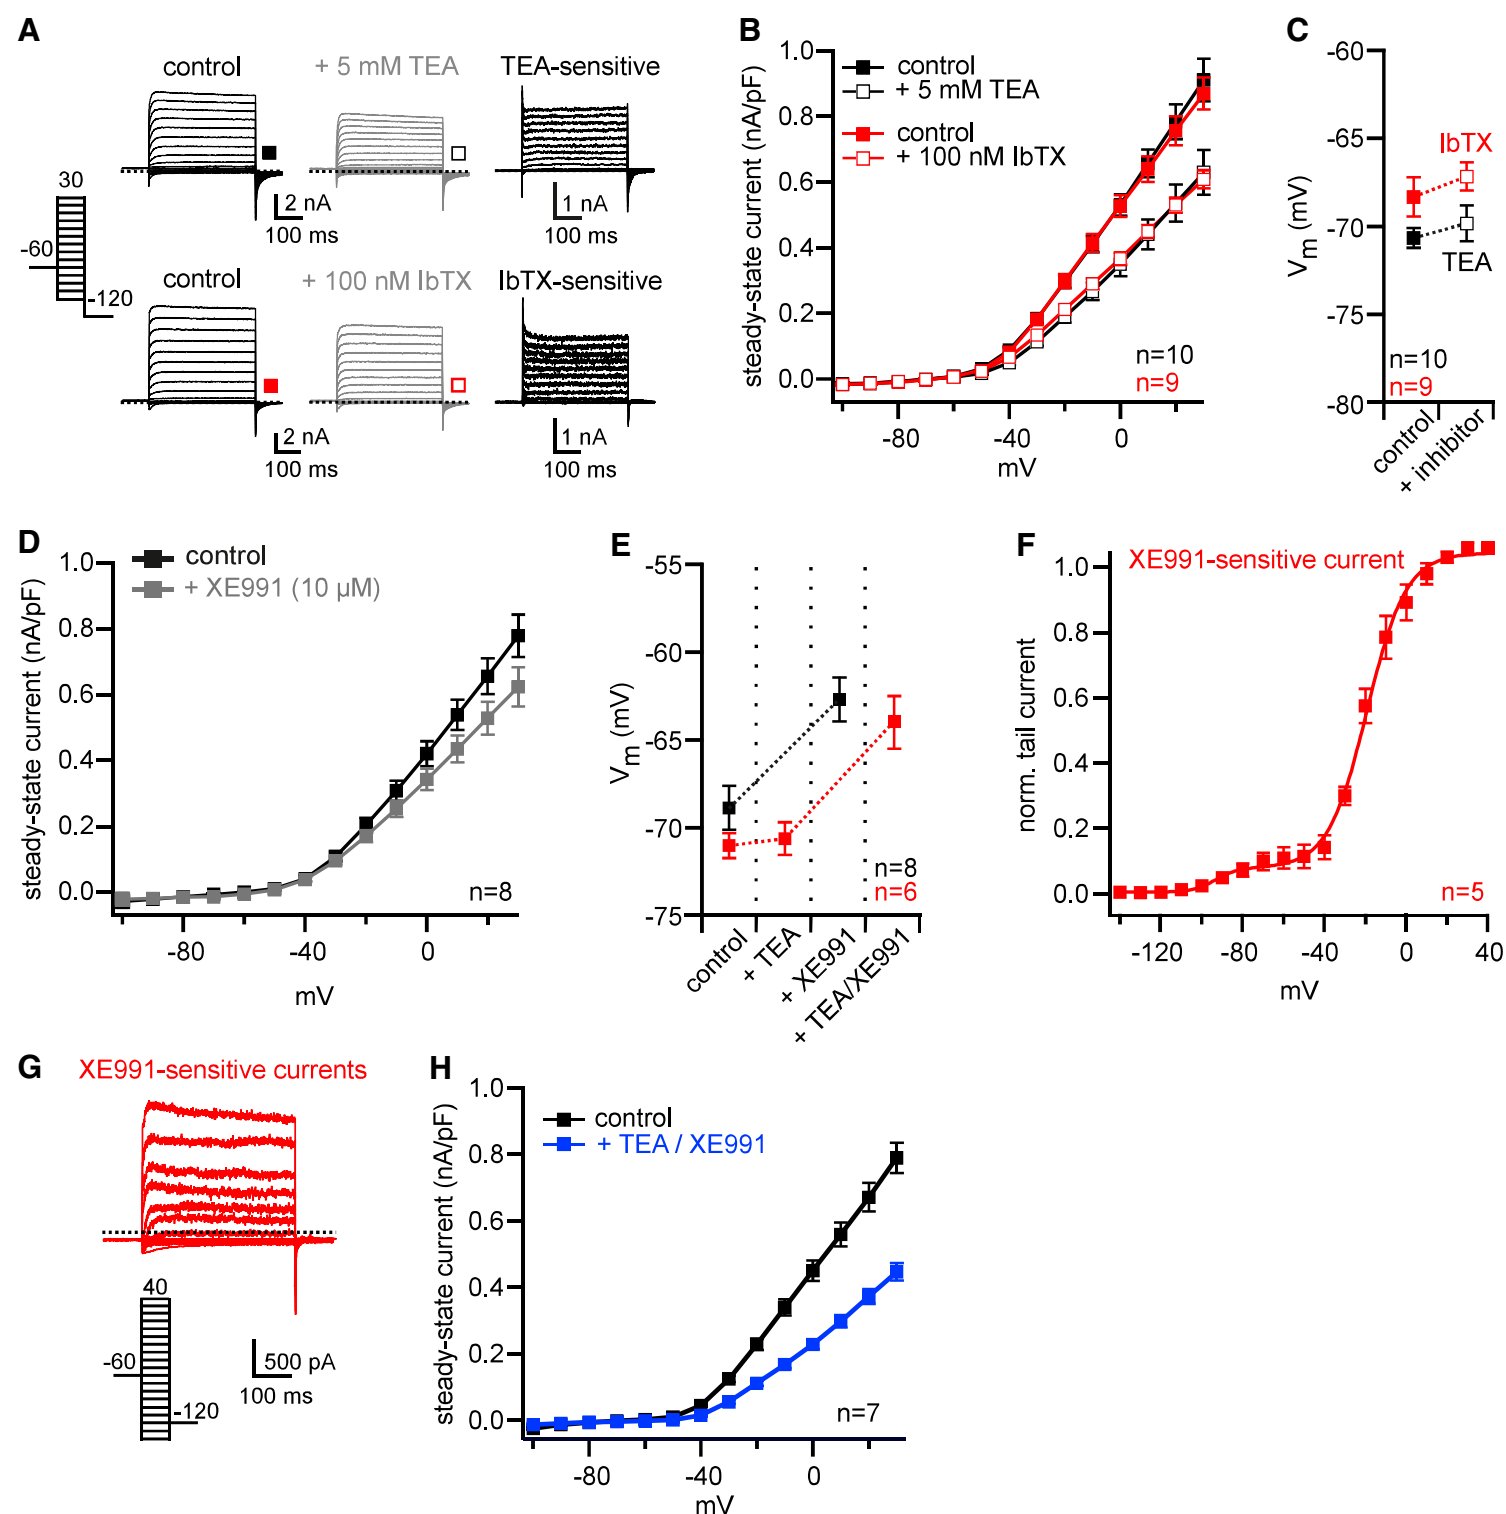 A
control
+ 5 mM TEA
TEA-sensitive
2 nA
100 ms
1 nA
100 ms
30
-60
-120
control
+ 100 nM IbTX
IbTX-sensitive
2 nA
100 ms
1 nA
100 ms
B
steady-state current (nA/pF)
1.0
0.8
0.6
0.4
0.2
0.0
control
+ 5 mM TEA
control
+ 100 nM IbTX
n=10
n=9
-80
-40
0
mV
C
Vm (mV)
-60
-65
-70
-75
-80
IbTX
TEA
n=10
n=9
control
+ inhibitor
D
steady-state current (nA/pF)
1.0
0.8
0.6
0.4
0.2
0.0
control
+ XE991 (10 µM)
n=8
-80
-40
0
mV
E
Vm (mV)
-55
-60
-65
-70
-75
n=8
n=6
control
+ TEA
+ XE991
+ TEA/XE991
F
XE991-sensitive current
norm. tail current
1.0
0.8
0.6
0.4
0.2
0.0
n=5
-120
-80
-40
0
40
mV
G
XE991-sensitive currents
40
-60
-120
500 pA
100 ms
H
steady-state current (nA/pF)
1.0
0.8
0.6
0.4
0.2
0.0
control
+ TEA / XE991
n=7
-80
-40
0
mV